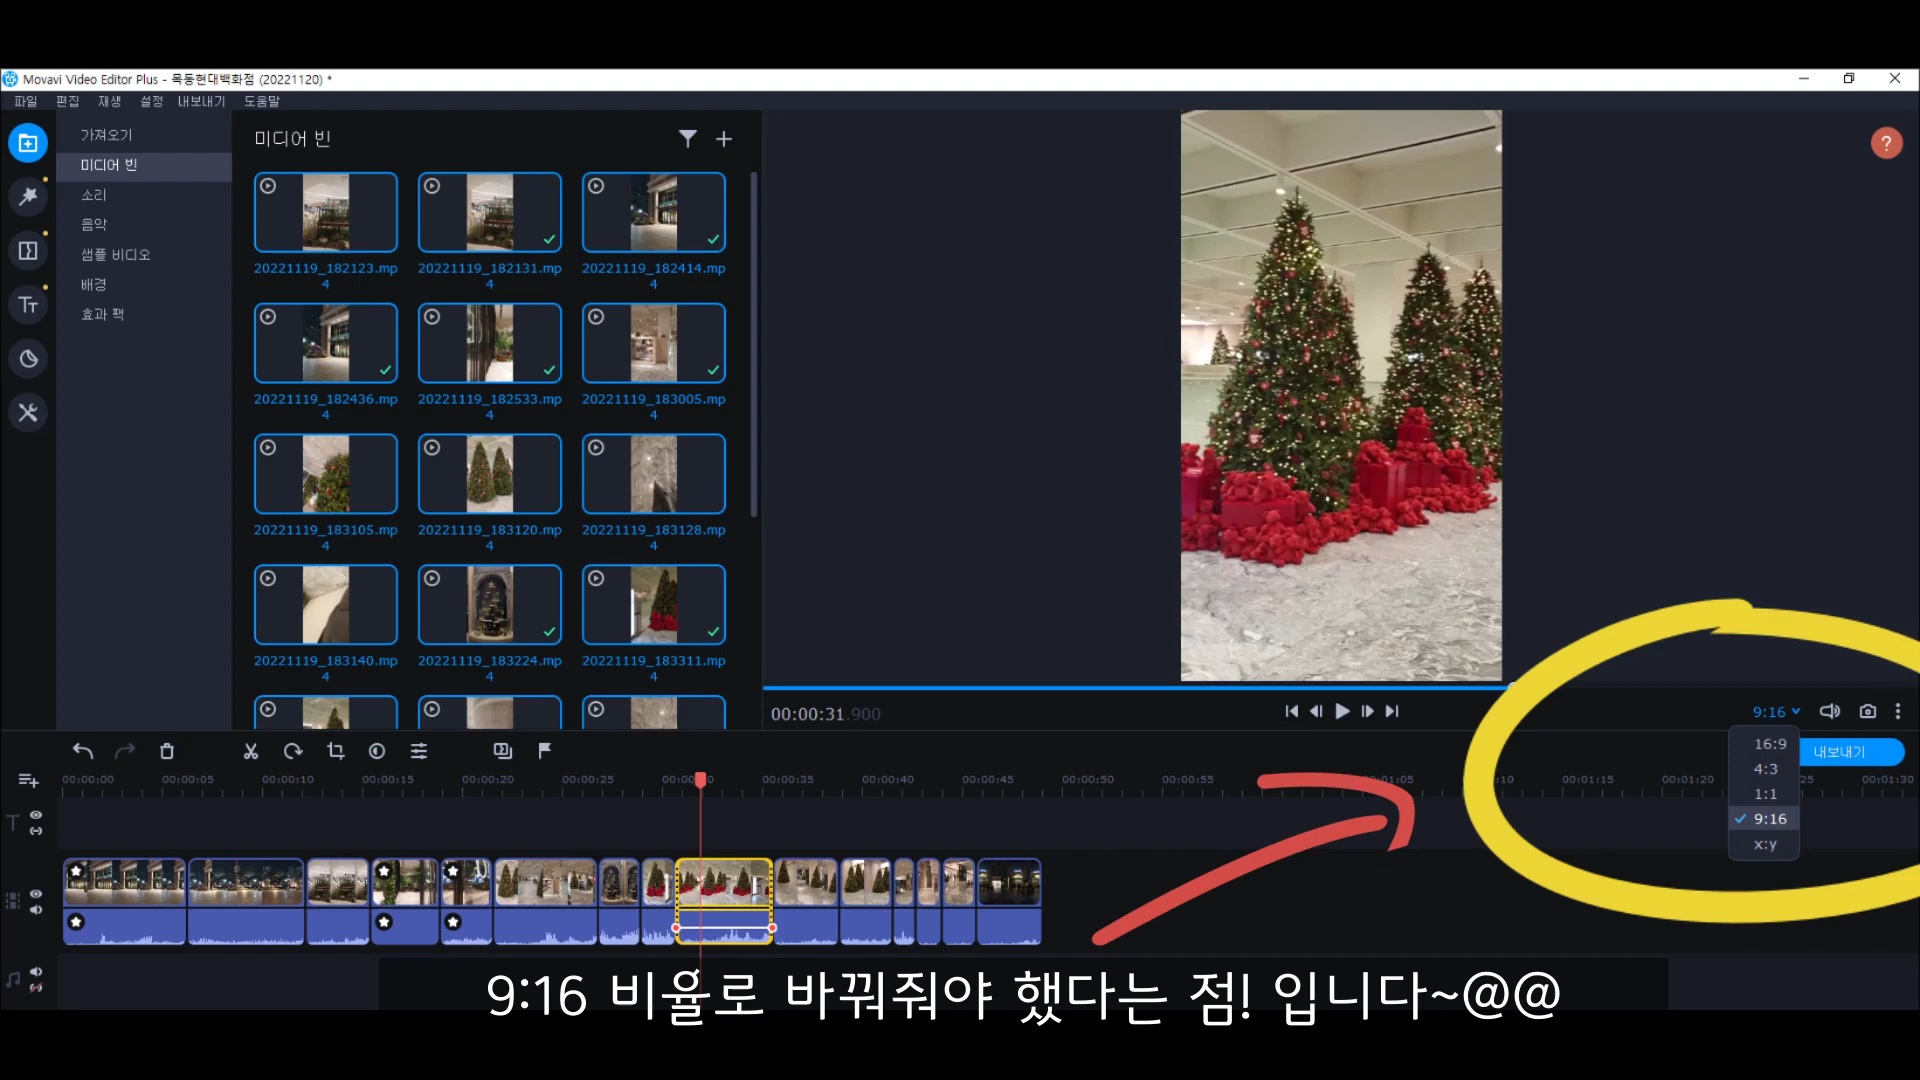 Movavi Video Editor Plus - 목동현대백화점 (20221120) *
파일 편집 재생 설정 내보내기 도움말
가져오기
미디어 빈
소리
음악
샘플 비디오
배경
효과 팩
미디어 빈
20221119_182123.mp4
20221119_182131.mp4
20221119_182414.mp4
20221119_182436.mp4
20221119_182533.mp4
20221119_183005.mp4
20221119_183105.mp4
20221119_183120.mp4
20221119_183128.mp4
20221119_183140.mp4
20221119_183224.mp4
20221119_183311.mp4
?
00:00:31.900
9:16
16:9
4:3
1:1
9:16
x:y
내보내기
Tт
00:00:00 00:00:05 00:00:10 00:00:15 00:00:20 00:00:25 00:00:35 00:00:40 00:00:45 00:00:50 00:00:55 00:01:15 00:01:20 00:01:30
T
9:16 비율로 바꿔줘야 했다는 점! 입니다~@@